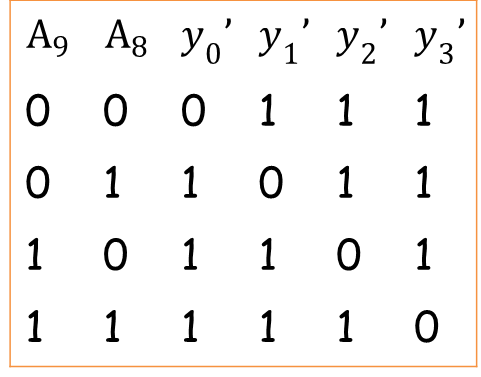 A₉ A₈ y₀’ y₁’ y₂’ y₃’
0 0 0 1 1 1
0 1 1 0 1 1
1 0 1 1 0 1
1 1 1 1 1 0